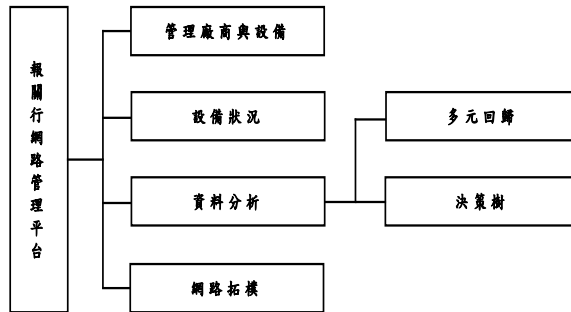 報關行網路管理平台
管理廠商與設備
設備狀況
資料分析
網路拓樸
多元回歸
決策樹